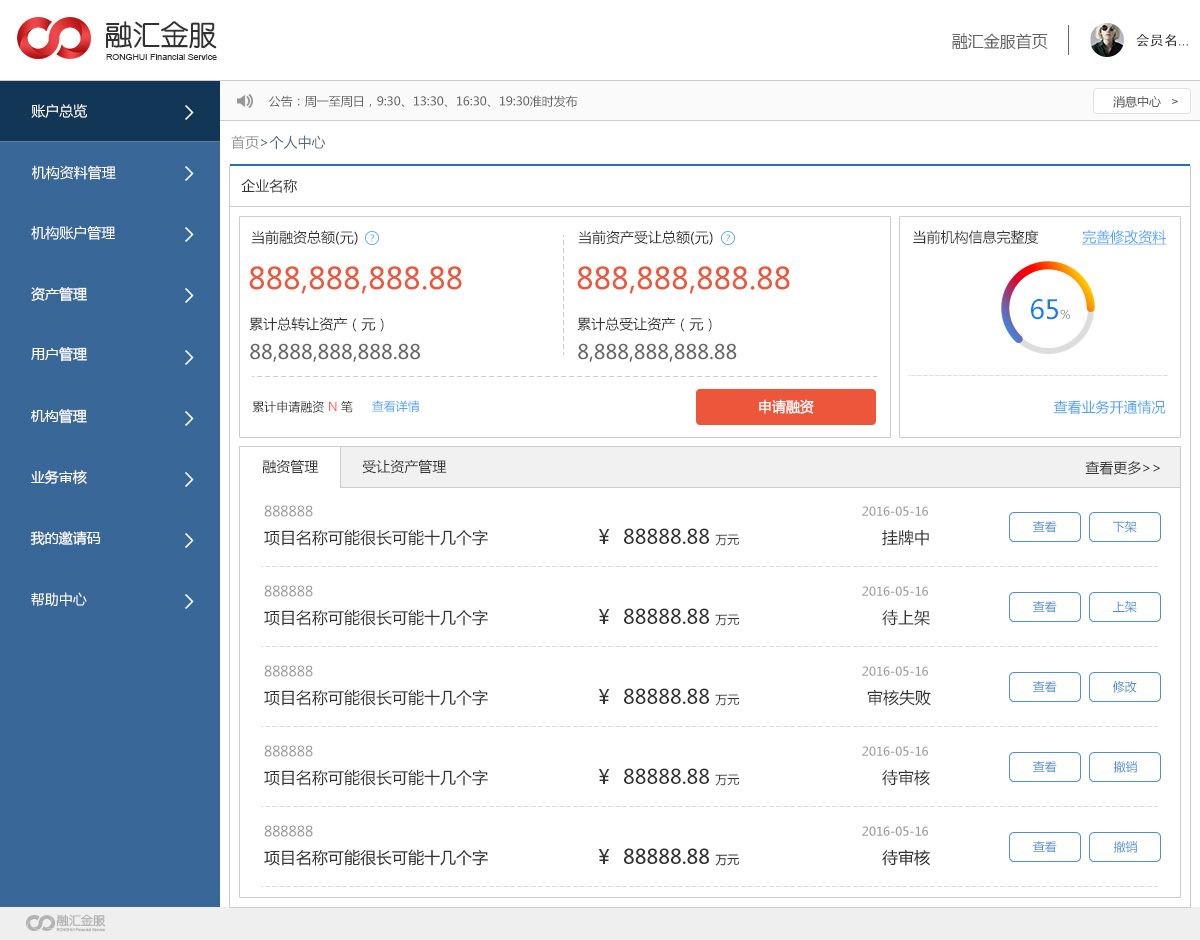 融汇金服
RONGHUI Financial Service
融汇金服首页
会员名...
账户总览
机构资料管理
机构账户管理
资产管理
用户管理
机构管理
业务审核
我的邀请码
帮助中心
公告：周一至周日，9:30、13:30、16:30、19:30准时发布
消息中心 >
首页>个人中心
企业名称
当前融资总额(元) ?
888,888,888.88
累计总转让资产（元）
88,888,888,888.88
当前资产受让总额(元) ?
888,888,888.88
累计总受让资产（元）
8,888,888,888.88
累计申请融资 N 笔 查看详情
申请融资
当前机构信息完整度 完善修改资料
65%
查看业务开通情况
融资管理 受让资产管理 查看更多>>
888888 2016-05-16
项目名称可能很长可能十几个字 ¥ 88888.88 万元 挂牌中 查看 下架
888888 2016-05-16
项目名称可能很长可能十几个字 ¥ 88888.88 万元 待上架 查看 上架
888888 2016-05-16
项目名称可能很长可能十几个字 ¥ 88888.88 万元 审核失败 查看 修改
888888 2016-05-16
项目名称可能很长可能十几个字 ¥ 88888.88 万元 待审核 查看 撤销
888888 2016-05-16
项目名称可能很长可能十几个字 ¥ 88888.88 万元 待审核 查看 撤销
融汇金服
RONGHUI Financial Service